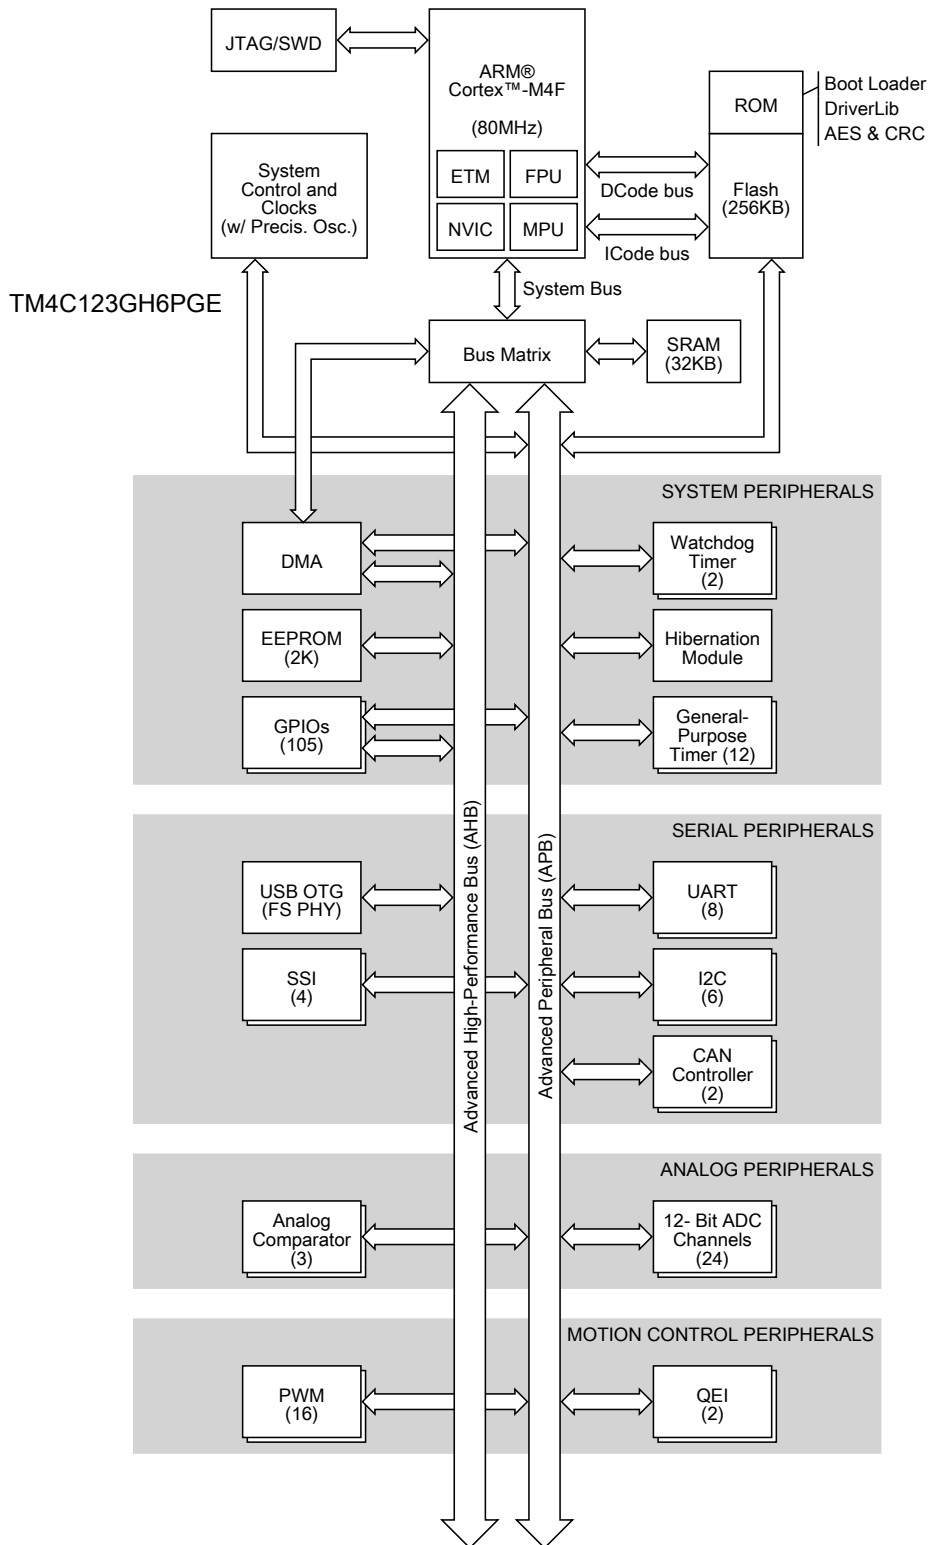 JTAG/SWD
ARM®
Cortex™-M4F
(80MHz)
ETM
FPU
NVIC
MPU
ROM
Boot Loader
DriverLib
AES & CRC
Flash
(256KB)
DCode bus
ICode bus
System
Control and
Clocks
(w/ Precis. Osc.)
TM4C123GH6PGE
System Bus
Bus Matrix
SRAM
(32KB)
SYSTEM PERIPHERALS
DMA
Watchdog
Timer
(2)
EEPROM
(2K)
Hibernation
Module
GPIOs
(105)
General-
Purpose
Timer (12)
Advanced High-Performance Bus (AHB)
Advanced Peripheral Bus (APB)
SERIAL PERIPHERALS
USB OTG
(FS PHY)
UART
(8)
SSI
(4)
I2C
(6)
CAN
Controller
(2)
ANALOG PERIPHERALS
Analog
Comparator
(3)
12- Bit ADC
Channels
(24)
MOTION CONTROL PERIPHERALS
PWM
(16)
QEI
(2)